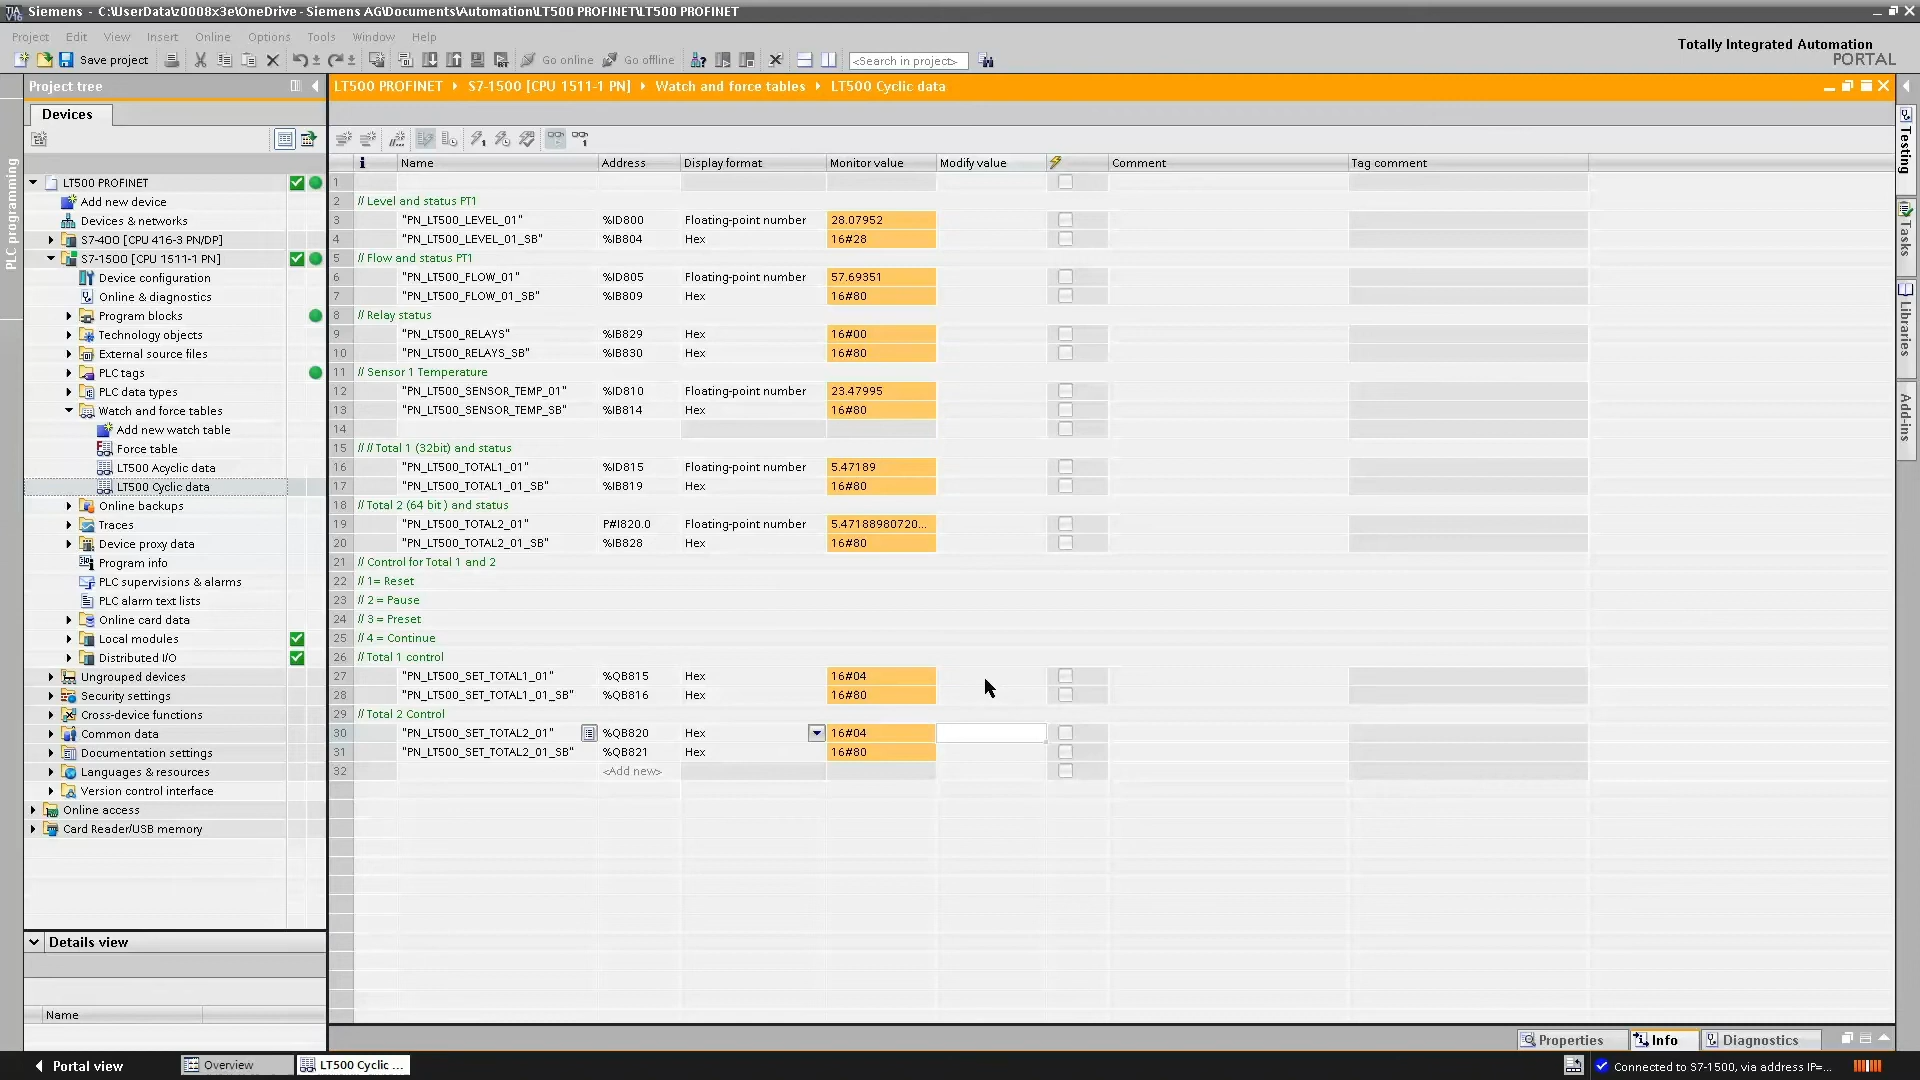 Siemens - C:\UserData\z0008x3e\OneDrive - Siemens AG\Documents\Automation\LT500 PROFINET\LT500 PROFINET
Project Edit View Insert Online Options Tools Window Help
Save project Go online Go offline <Search in project>
Totally Integrated Automation
PORTAL
Project tree
LT500 PROFINET S7-1500 [CPU 1511-1 PN] Watch and force tables LT500 Cyclic data
Devices
LT500 PROFINET
Add new device
Devices & networks
S7-400 [CPU 416-3 PN/DP]
S7-1500 [CPU 1511-1 PN]
Device configuration
Online & diagnostics
Program blocks
Technology objects
External source files
PLC tags
PLC data types
Watch and force tables
Add new watch table
Force table
LT500 Acyclic data
LT500 Cyclic data
Online backups
Traces
Device proxy data
Program info
PLC supervisions & alarms
PLC alarm text lists
Online card data
Local modules
Distributed I/O
Ungrouped devices
Security settings
Cross-device functions
Common data
Documentation settings
Languages & resources
Version control interface
Online access
Card Reader/USB memory
Details view
Name
PLC programming
i Name Address Display format Monitor value Modify value Comment Tag comment
1
2 // Level and status PT1
3 "PN_LT500_LEVEL_01" %ID800 Floating-point number 28.07952
4 "PN_LT500_LEVEL_01_SB" %IB804 Hex 16#28
5 // Flow and status PT1
6 "PN_LT500_FLOW_01" %ID805 Floating-point number 57.69351
7 "PN_LT500_FLOW_01_SB" %IB809 Hex 16#80
8 // Relay status
9 "PN_LT500_RELAYS" %IB829 Hex 16#00
10 "PN_LT500_RELAYS_SB" %IB830 Hex 16#80
11 // Sensor 1 Temperature
12 "PN_LT500_SENSOR_TEMP_01" %ID810 Floating-point number 23.47995
13 "PN_LT500_SENSOR_TEMP_SB" %IB814 Hex 16#80
14
15 // // Total 1 (32bit) and status
16 "PN_LT500_TOTAL1_01" %ID815 Floating-point number 5.47189
17 "PN_LT500_TOTAL1_01_SB" %IB819 Hex 16#80
18 // Total 2 (64 bit ) and status
19 "PN_LT500_TOTAL2_01" P#I820.0 Floating-point number 5.47188980720...
20 "PN_LT500_TOTAL2_01_SB" %IB828 Hex 16#80
21 // Control for Total 1 and 2
22 // 1= Reset
23 // 2 = Pause
24 // 3 = Preset
25 // 4 = Continue
26 // Total 1 control
27 "PN_LT500_SET_TOTAL1_01" %QB815 Hex 16#04
28 "PN_LT500_SET_TOTAL1_01_SB" %QB816 Hex 16#80
29 // Total 2 Control
30 "PN_LT500_SET_TOTAL2_01" %QB820 Hex 16#04
31 "PN_LT500_SET_TOTAL2_01_SB" %QB821 Hex 16#80
32 <Add new>
Testing
Tasks
Libraries
Add-ins
Properties Info Diagnostics
Portal view Overview LT500 Cyclic ... Connected to S7-1500, via address IP=...